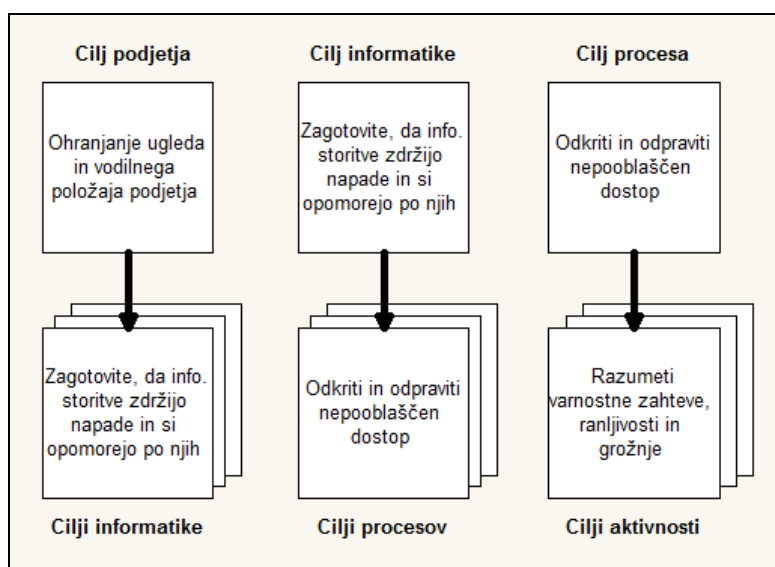 Cilj podjetja
Ohranjanje ugleda
in vodilnega
položaja podjetja
Zagotovite, da info.
storitve zdržijo
napade in si
opomorejo po njih
Cilji informatike
Cilj informatike
Zagotovite, da info.
storitve zdržijo
napade in si
opomorejo po njih
Odkriti in odpraviti
nepooblaščen
dostop
Cilji procesov
Cilj procesa
Odkriti in odpraviti
nepooblaščen
dostop
Razumeti
varnostne zahteve,
ranljivosti in
grožnje
Cilji aktivnosti